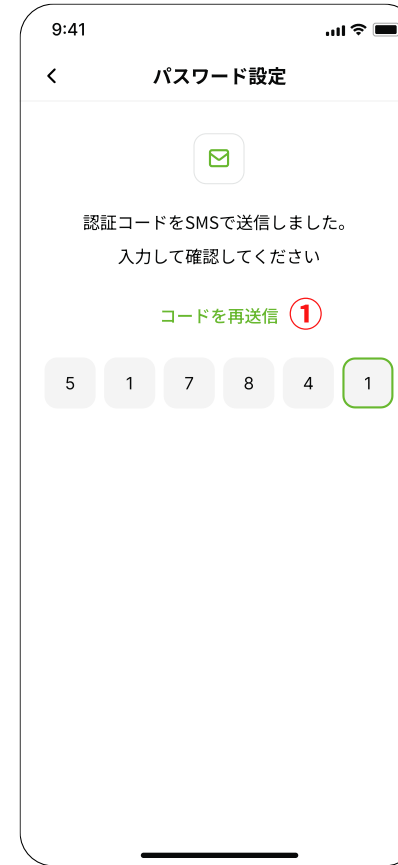 9:41
パスワード設定
認証コードをSMSで送信しました。
入力して確認してください
コードを再送信 1
5 1 7 8 4 1